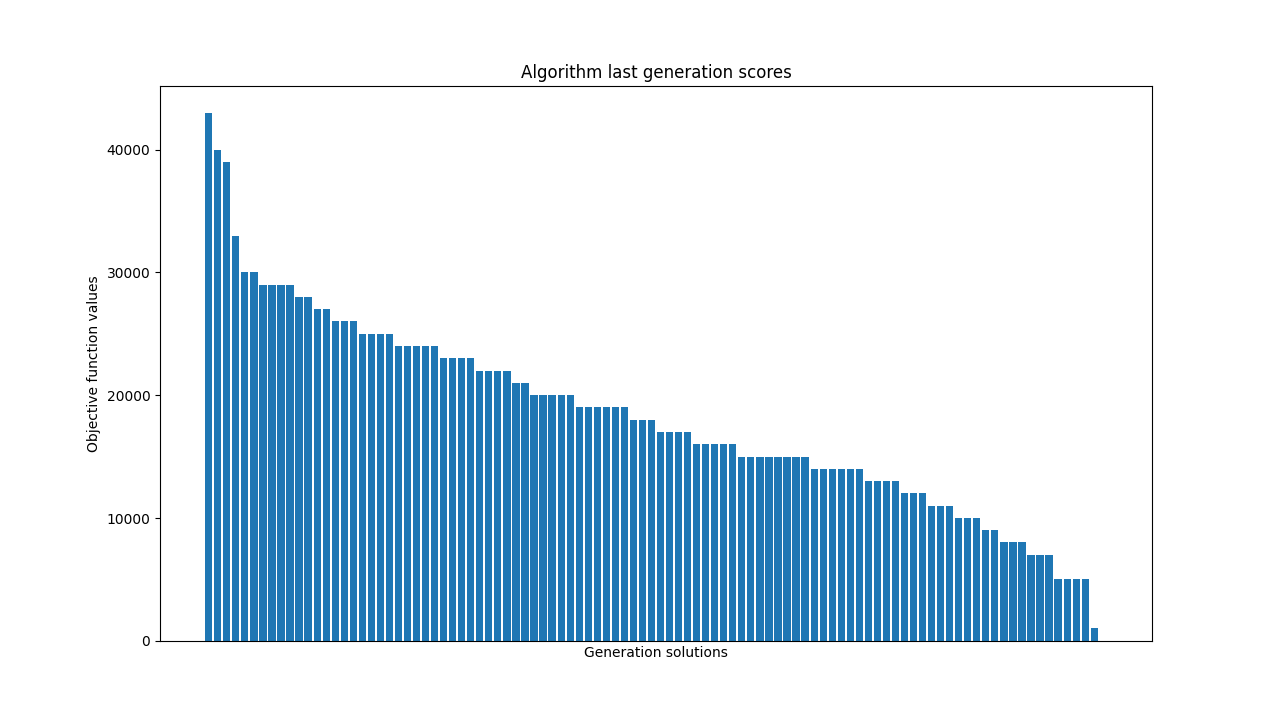 Algorithm last generation scores
40000
30000
20000
10000
0
Objective function values
Generation solutions